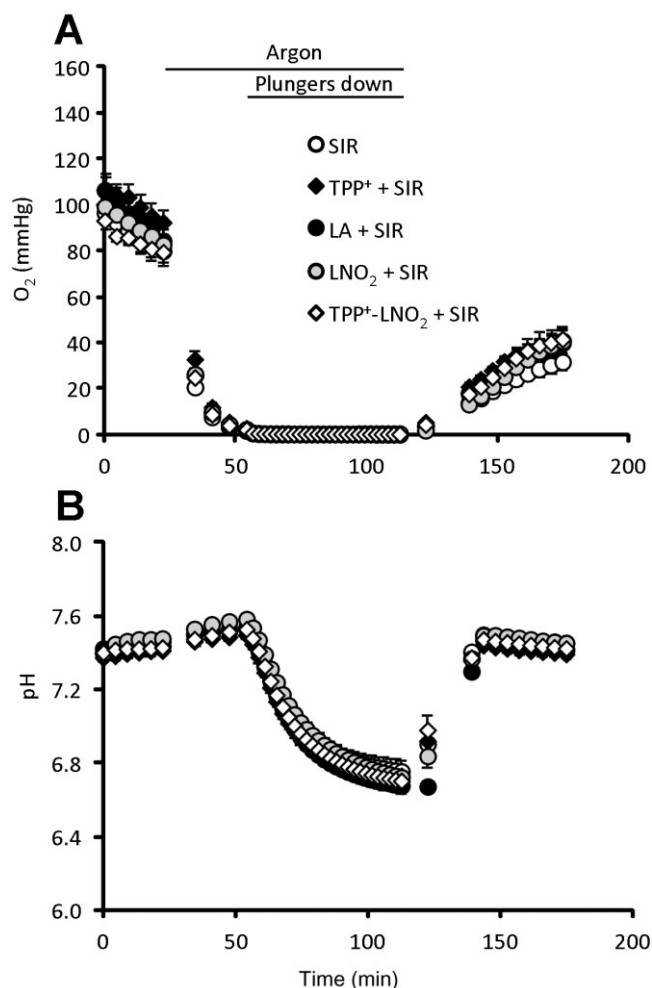 A
Argon
Plungers down
160
140
120
100
80
60
40
20
0
O₂ (mmHg)
SIR
TPP⁺ + SIR
LA + SIR
LNO₂ + SIR
TPP⁺-LNO₂ + SIR
0 50 100 150 200
B
8.0
7.6
7.2
6.8
6.4
6.0
pH
0 50 100 150 200
Time (min)